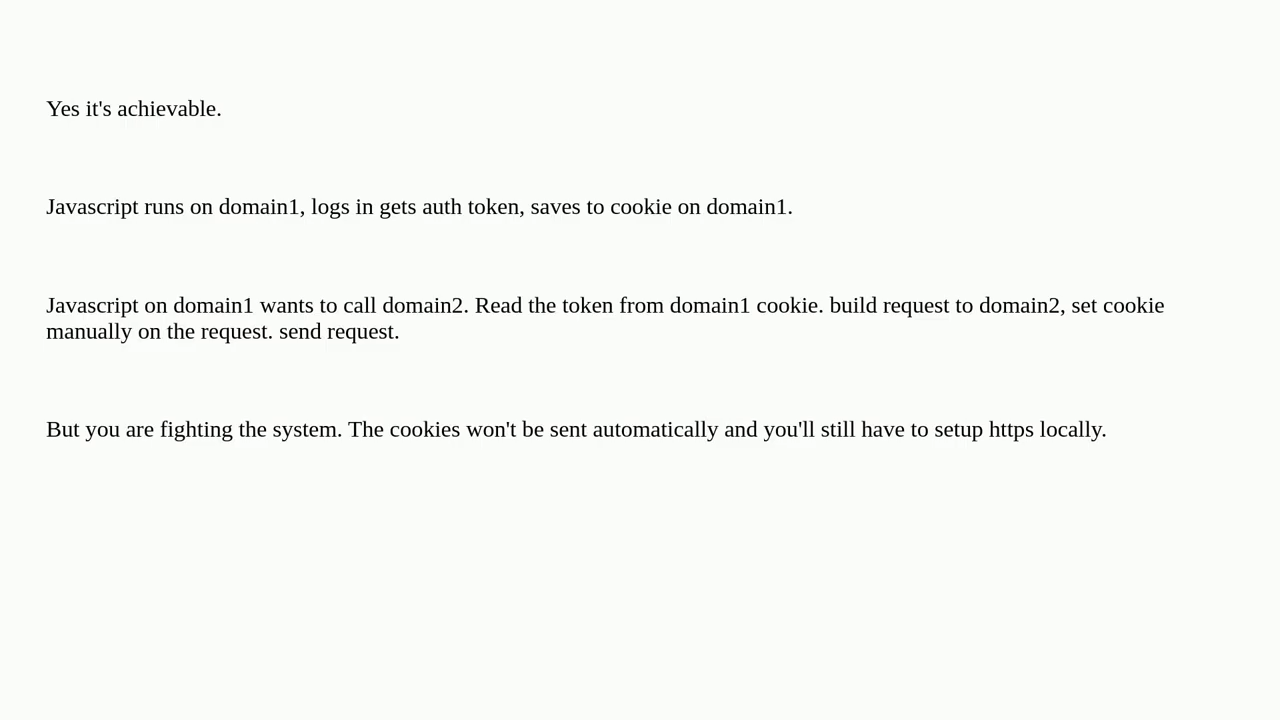 Yes it's achievable.
Javascript runs on domain1, logs in gets auth token, saves to cookie on domain1.
Javascript on domain1 wants to call domain2. Read the token from domain1 cookie. build request to domain2, set cookie
manually on the request. send request.
But you are fighting the system. The cookies won't be sent automatically and you'll still have to setup https locally.